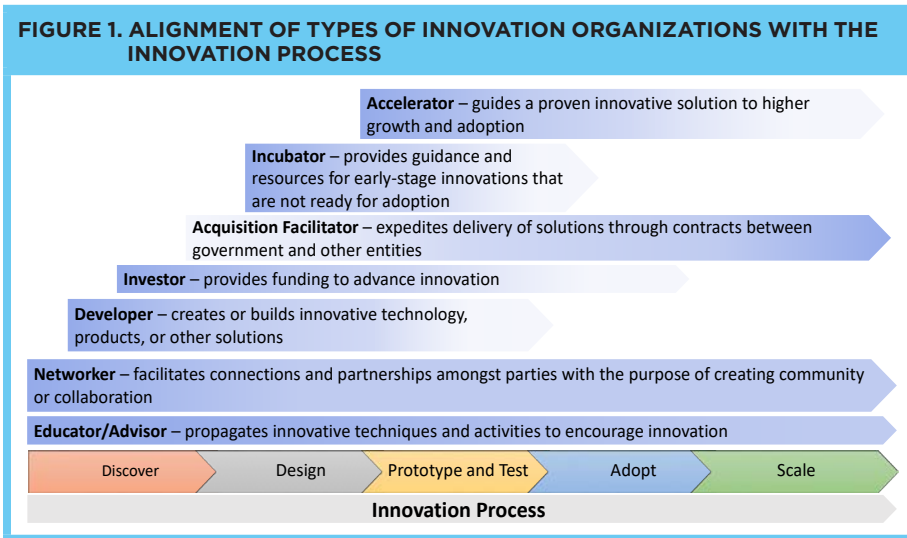 FIGURE 1. ALIGNMENT OF TYPES OF INNOVATION ORGANIZATIONS WITH THE
INNOVATION PROCESS
Accelerator – guides a proven innovative solution to higher
growth and adoption
Incubator – provides guidance and
resources for early-stage innovations that
are not ready for adoption
Acquisition Facilitator – expedites delivery of solutions through contracts between
government and other entities
Investor – provides funding to advance innovation
Developer – creates or builds innovative technology,
products, or other solutions
Networker – facilitates connections and partnerships amongst parties with the purpose of creating community
or collaboration
Educator/Advisor – propagates innovative techniques and activities to encourage innovation
Discover Design Prototype and Test Adopt Scale
Innovation Process